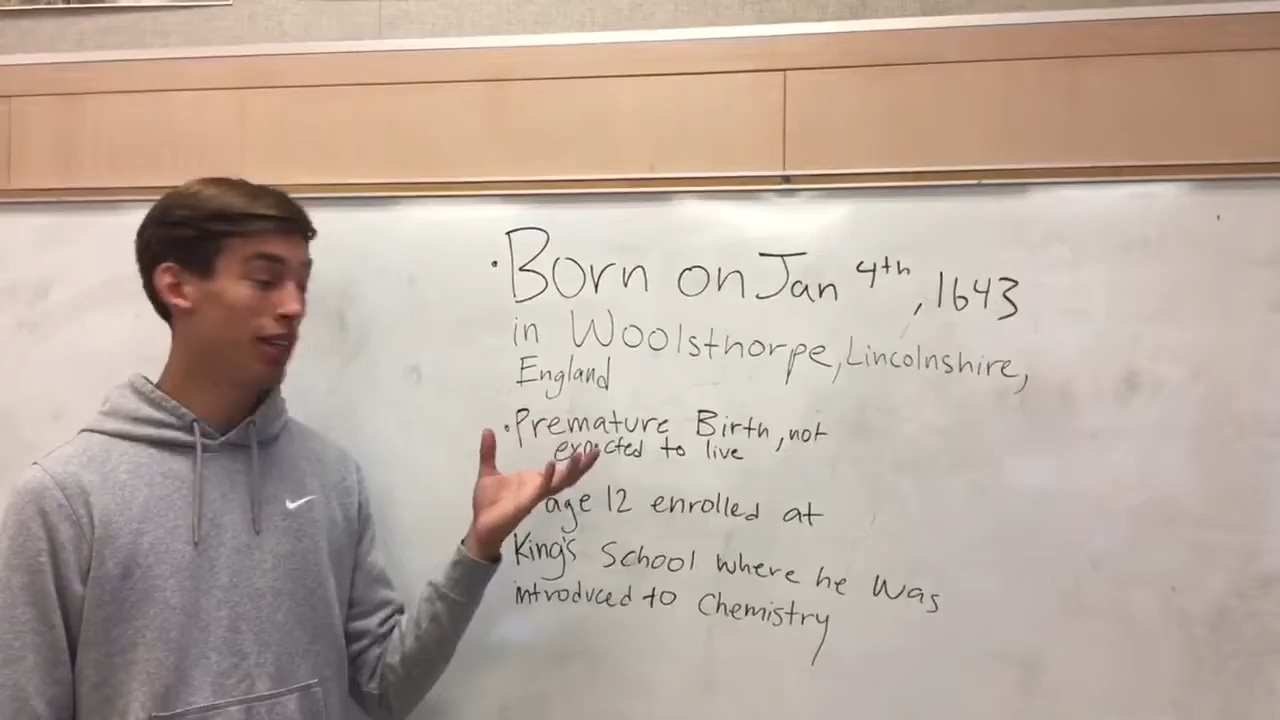 · Born on Jan 4th, 1643
in Woolsthorpe, Lincolnshire,
England
· Premature Birth, not
expected to live
age 12 enrolled at
King's School where he was
introduced to Chemistry